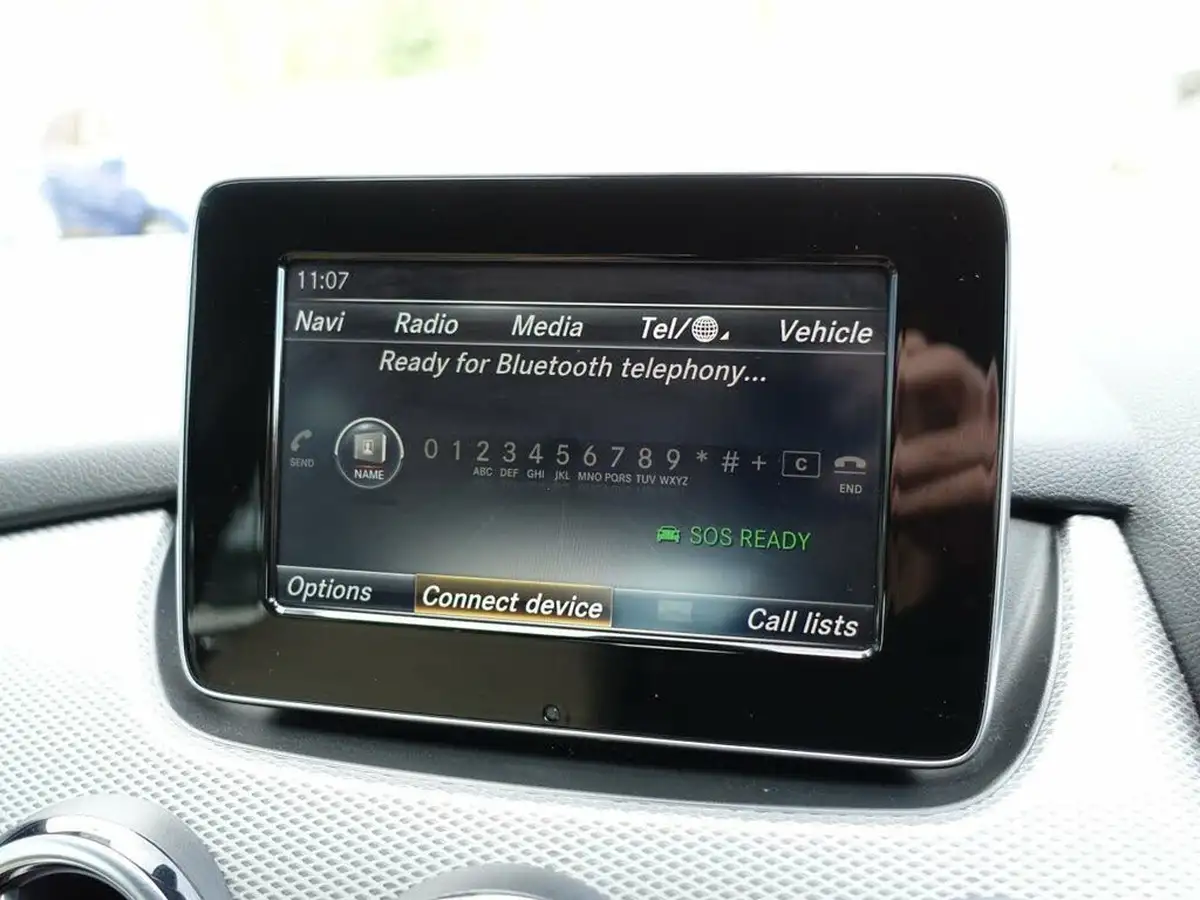 11:07
Navi Radio Media Tel/ Vehicle
Ready for Bluetooth telephony...
SEND NAME 0 1 2 3 4 5 6 7 8 9 * # + C END
ABC DEF GHI JKL MNO PQRS TUV WXYZ
SOS READY
Options Connect device Call lists